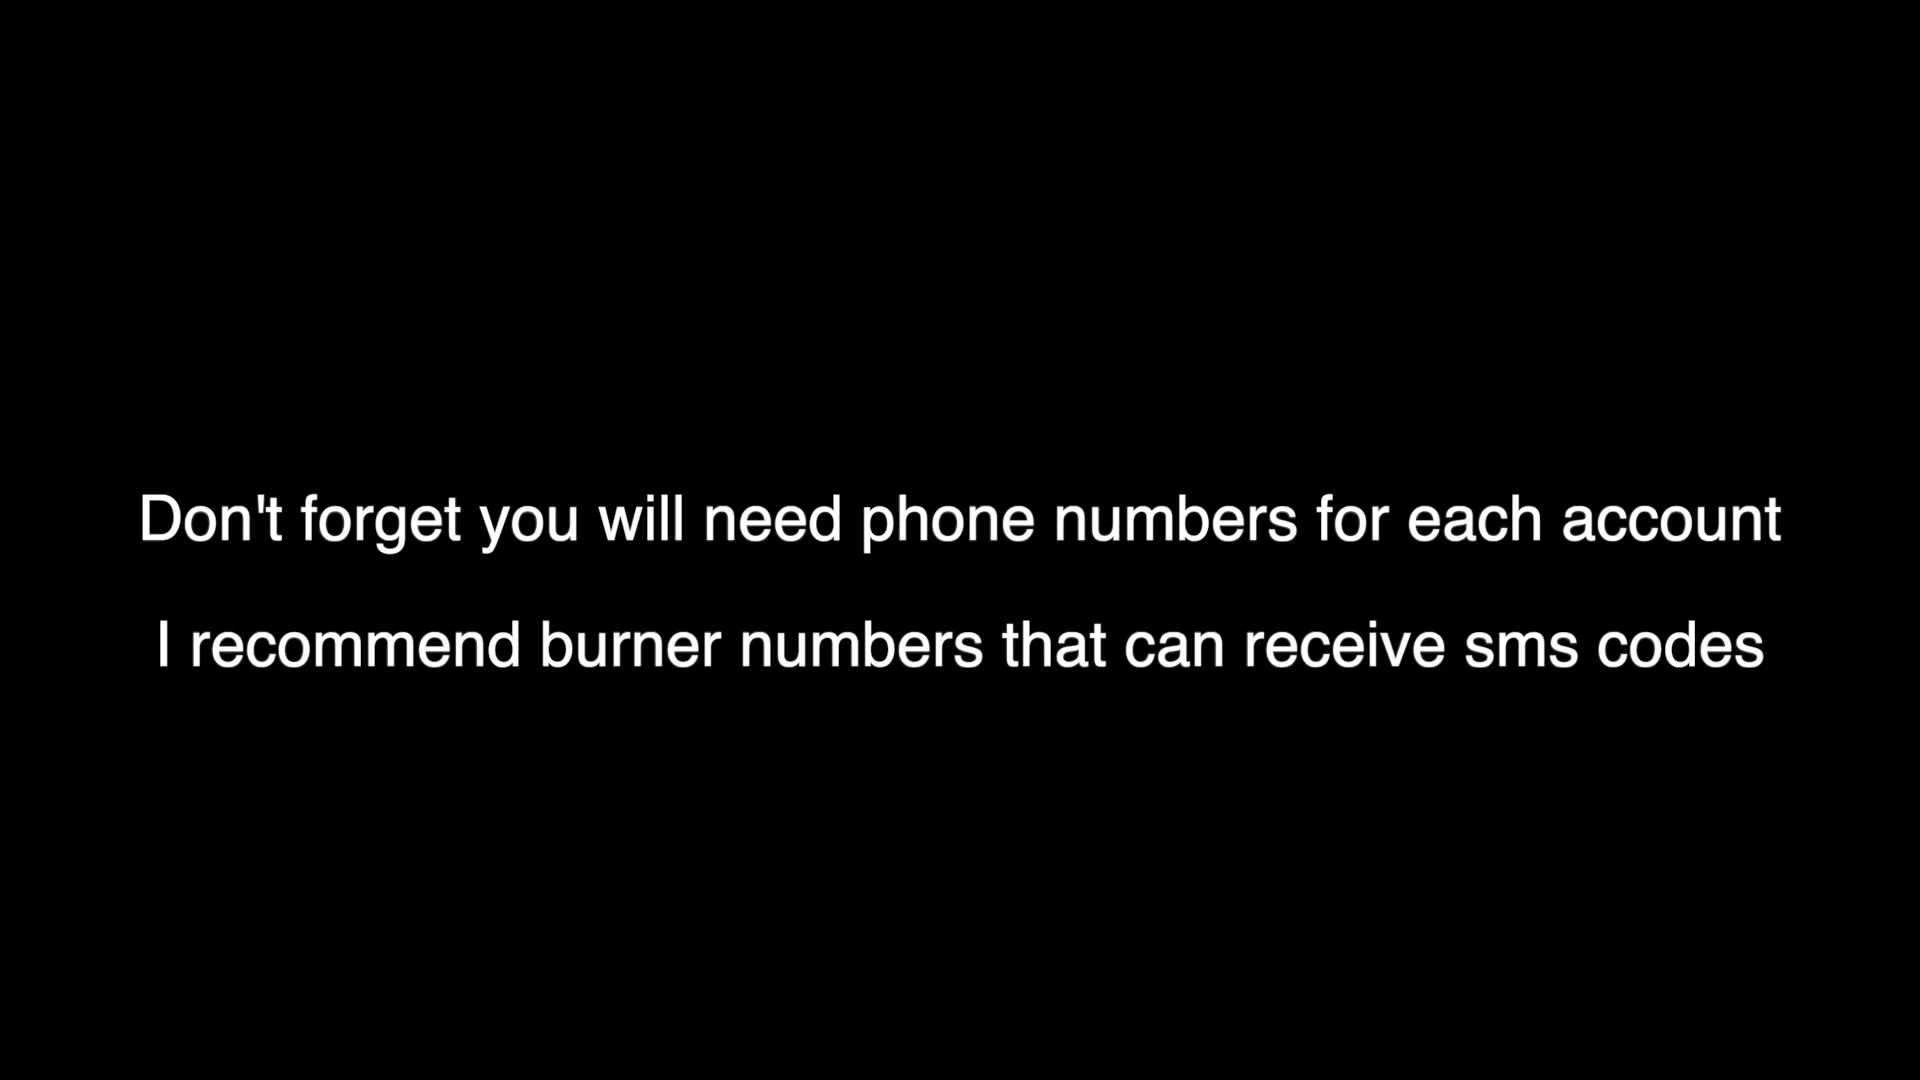 Don't forget you will need phone numbers for each account
I recommend burner numbers that can receive sms codes